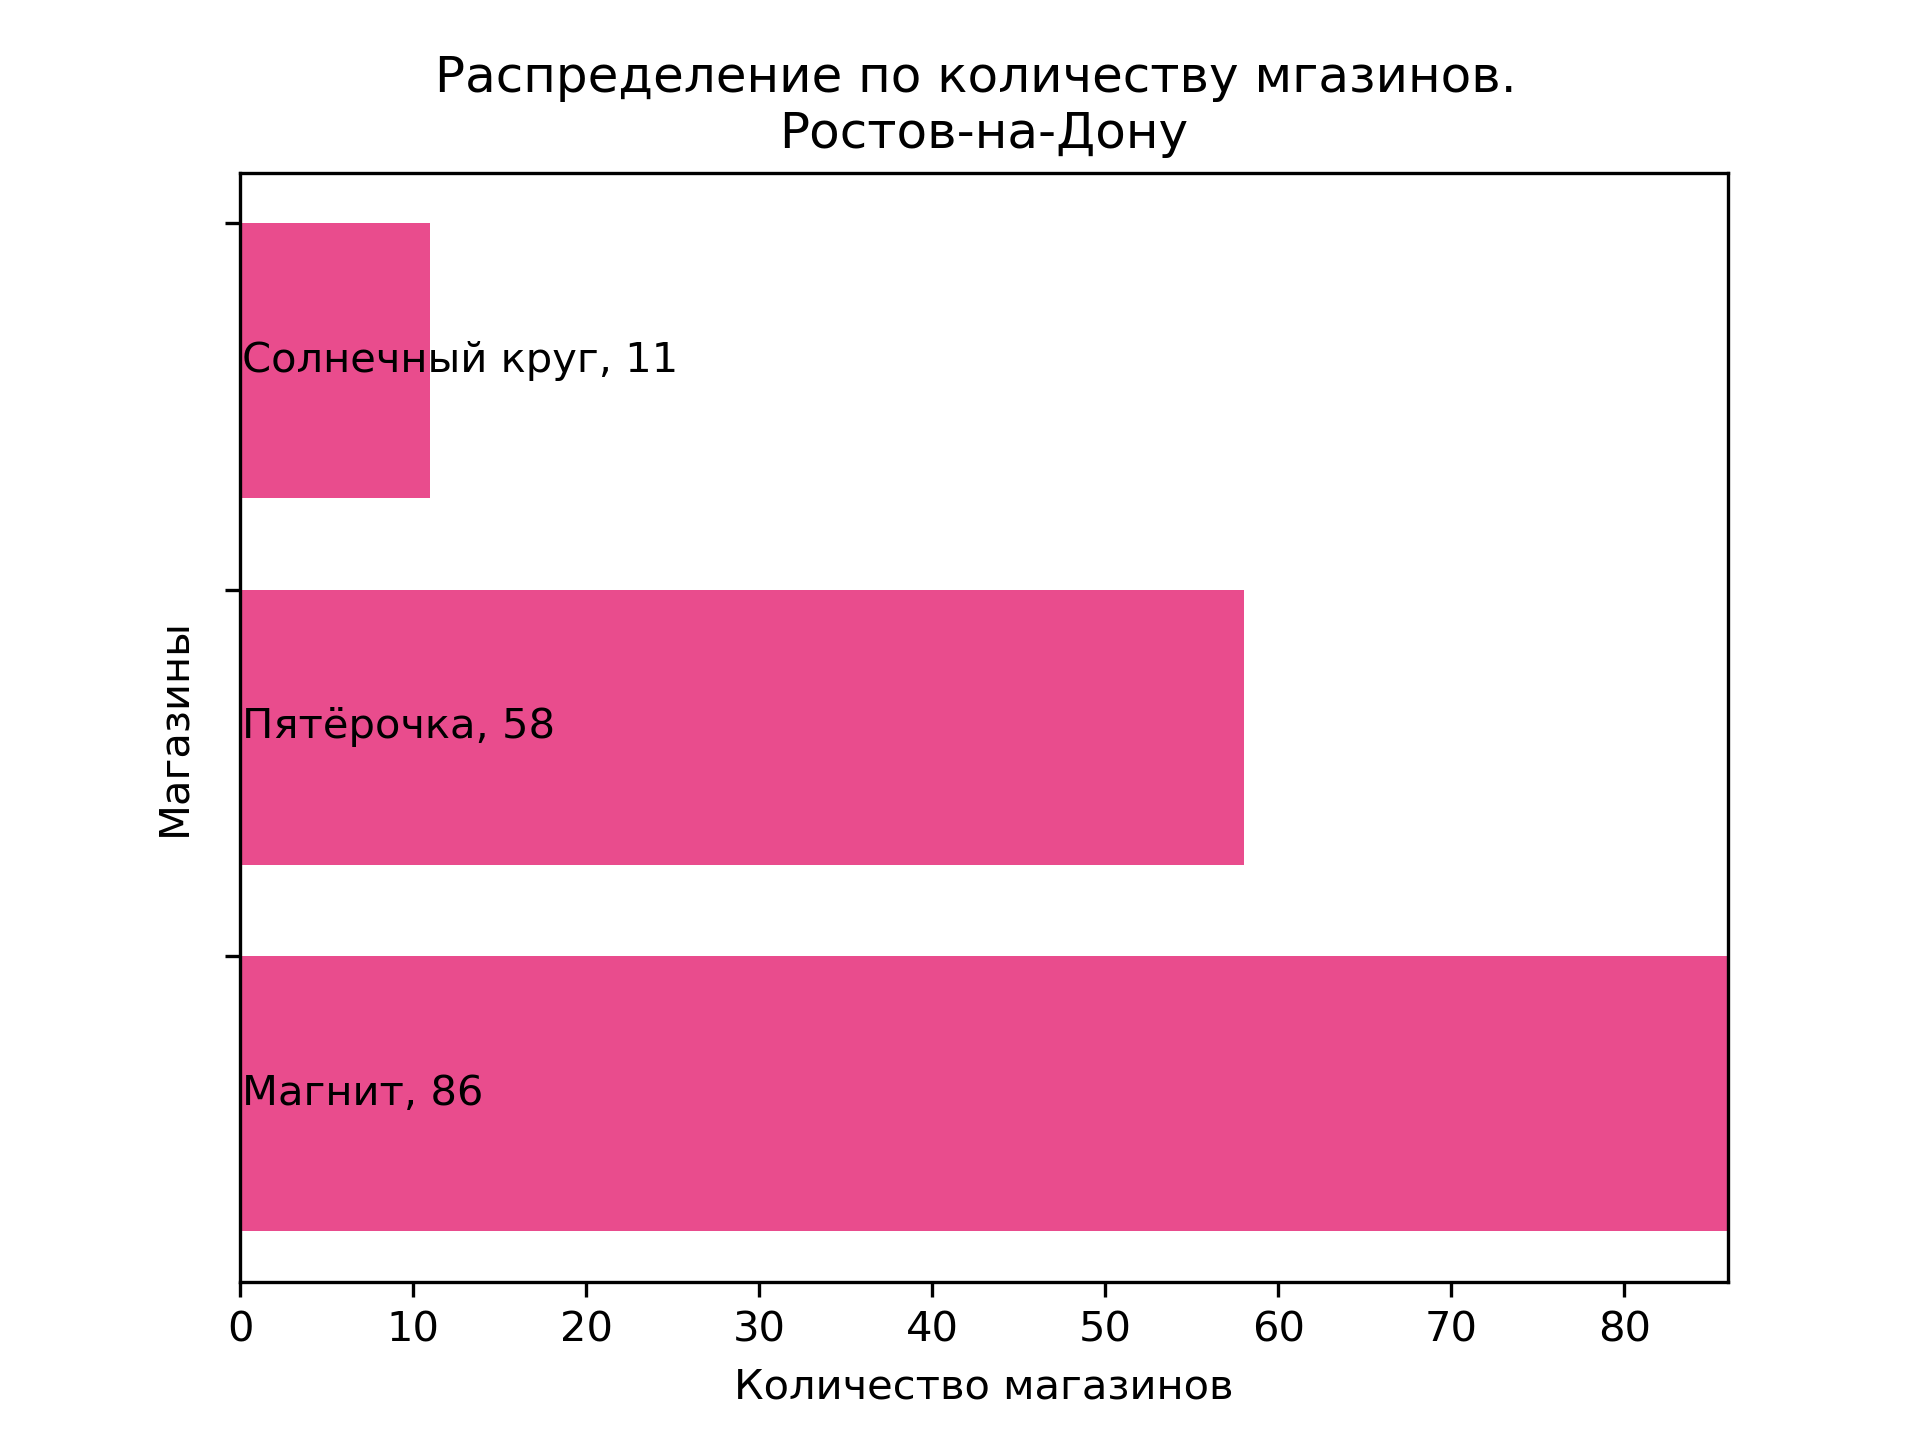 Распределение по количеству мгазинов.
Ростов-на-Дону
Солнечный круг, 11
Пятёрочка, 58
Магнит, 86
Магазины
0 10 20 30 40 50 60 70 80
Количество магазинов